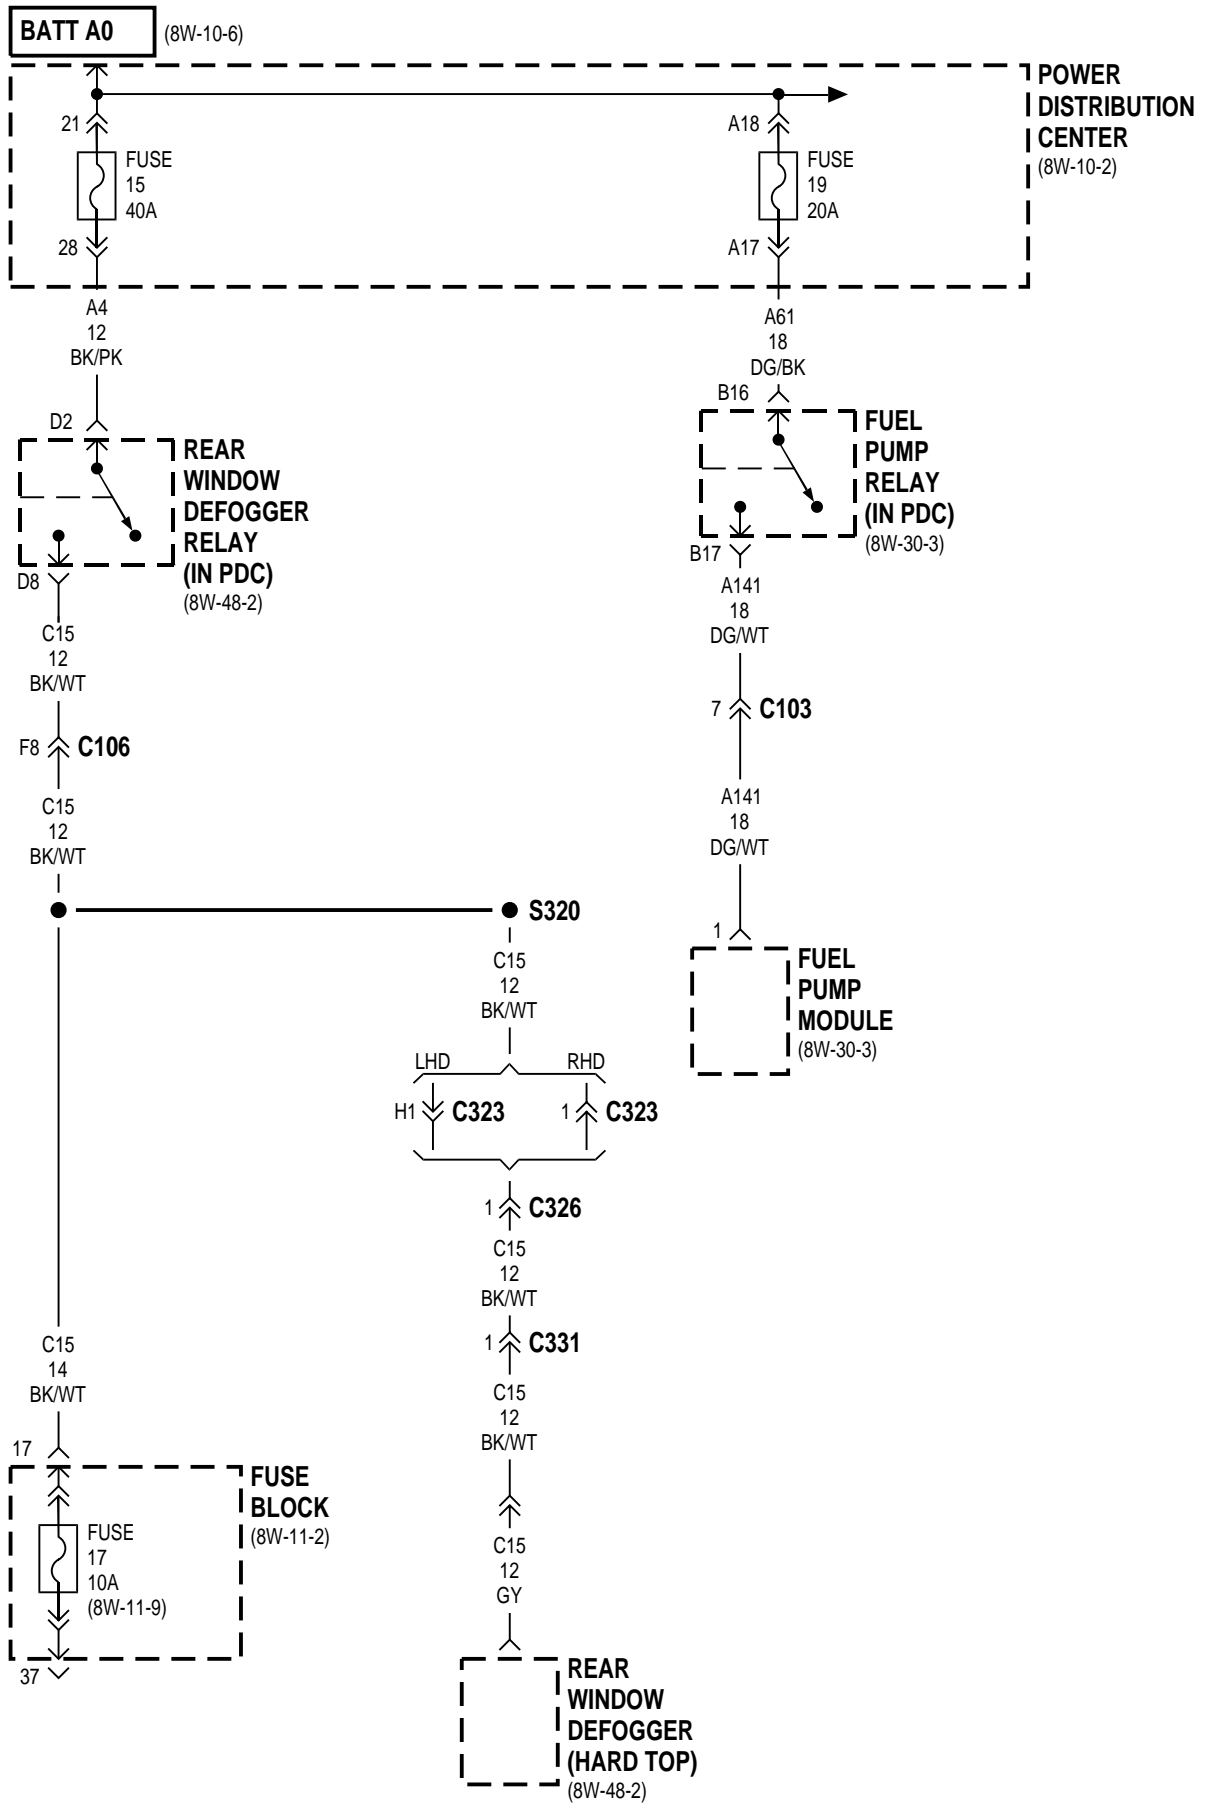 BATT A0 (8W-10-6)
POWER
DISTRIBUTION
CENTER
(8W-10-2)
21
FUSE
15
40A
28
A18
FUSE
19
20A
A17
A4
12
BK/PK
D2
REAR
WINDOW
DEFOGGER
RELAY
(IN PDC)
(8W-48-2)
D8
C15
12
BK/WT
F8 C106
C15
12
BK/WT
A61
18
DG/BK
B16
FUEL
PUMP
RELAY
(IN PDC)
(8W-30-3)
B17
A141
18
DG/WT
7 C103
A141
18
DG/WT
1
FUEL
PUMP
MODULE
(8W-30-3)
S320
C15
12
BK/WT
LHD RHD
H1 C323 1 C323
1 C326
C15
12
BK/WT
1 C331
C15
12
BK/WT
C15
12
GY
REAR
WINDOW
DEFOGGER
(HARD TOP)
(8W-48-2)
C15
14
BK/WT
17
FUSE
BLOCK
(8W-11-2)
FUSE
17
10A
(8W-11-9)
37